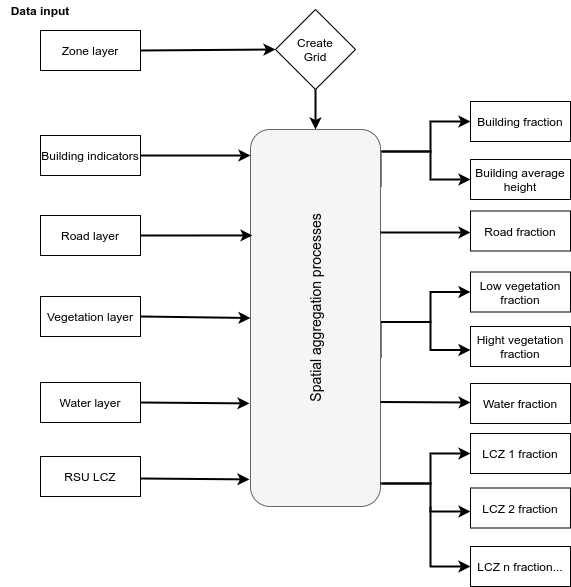 Data input
Zone layer
Create
Grid
Building indicators
Road layer
Vegetation layer
Water layer
RSU LCZ
Spatial aggregation processes
Building fraction
Building average
height
Road fraction
Low vegetation
fraction
Hight vegetation
fraction
Water fraction
LCZ 1 fraction
LCZ 2 fraction
LCZ n fraction...